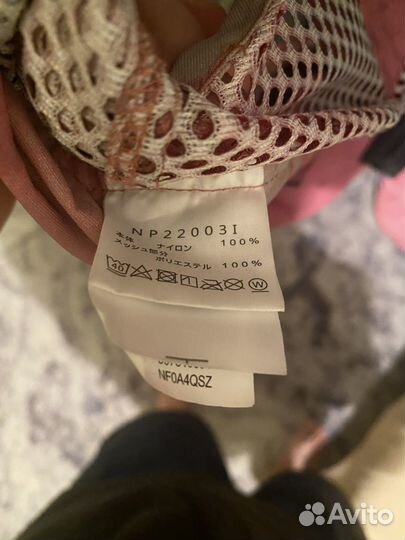 NP22003I
本体 ナイロン 100%
メッシュ部分
ポリエステル 100%
40 W
NF0A4QSZ
Avito